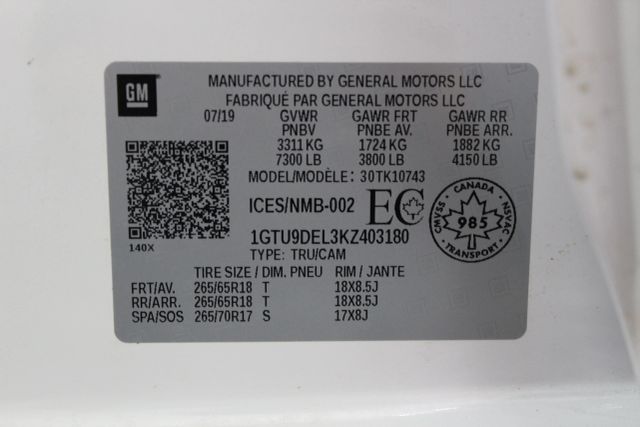 GM
MANUFACTURED BY GENERAL MOTORS LLC
FABRIQUÉ PAR GENERAL MOTORS LLC
07/19 GVWR GAWR FRT GAWR RR
PNBV PNBE AV. PNBE ARR.
3311 KG 1724 KG 1882 KG
7300 LB 3800 LB 4150 LB
MODEL/MODÈLE: 30TK10743
ICES/NMB-002 EC
CANADA
CMVSS 985 NSVAC
TRANSPORT
140X
1GTU9DEL3KZ403180
TYPE: TRU/CAM
TIRE SIZE / DIM. PNEU RIM / JANTE
FRT/AV. 265/65R18 T 18X8.5J
RR/ARR. 265/65R18 T 18X8.5J
SPA/SOS 265/70R17 S 17X8J